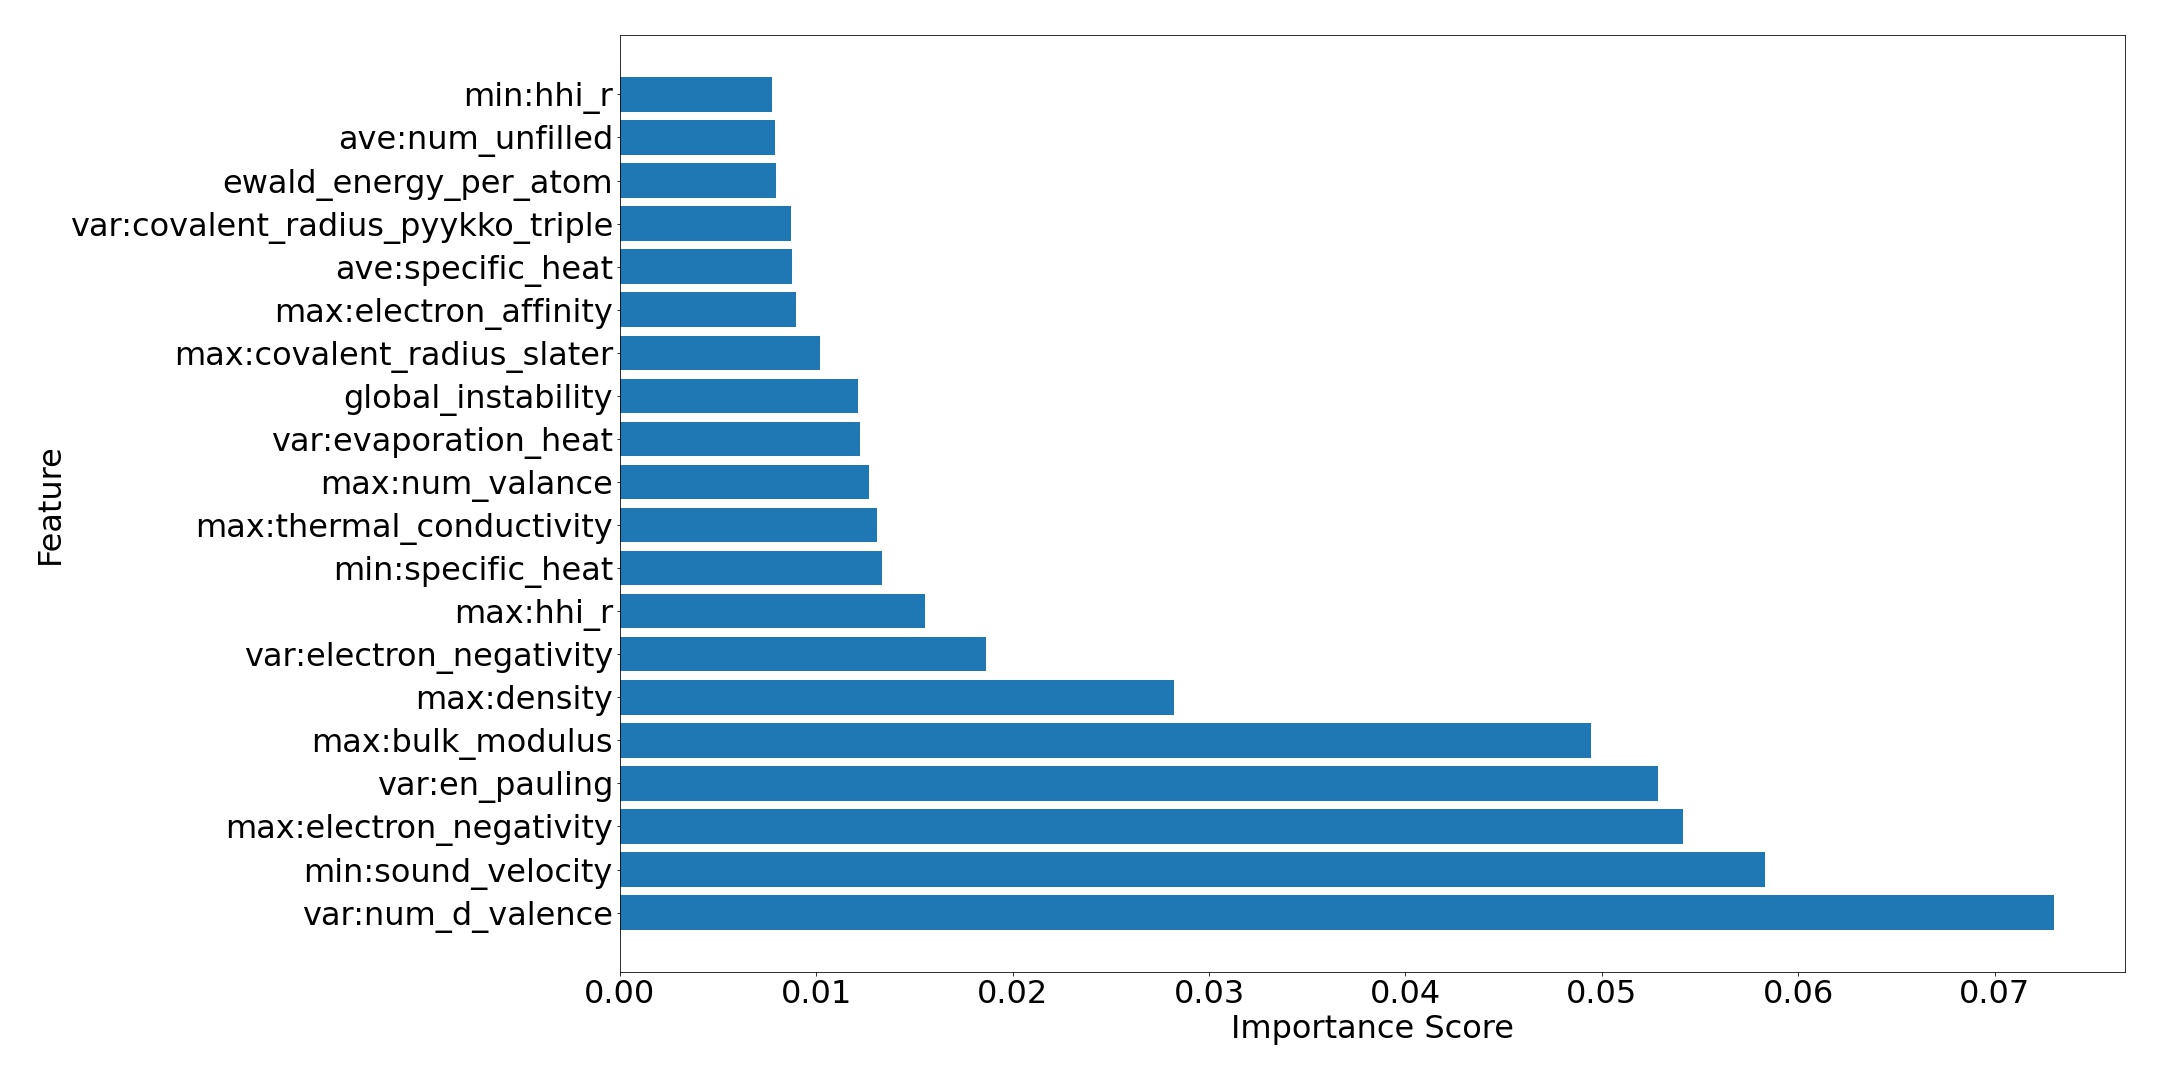 min:hhi_r
ave:num_unfilled
ewald_energy_per_atom
var:covalent_radius_pyykko_triple
ave:specific_heat
max:electron_affinity
max:covalent_radius_slater
global_instability
var:evaporation_heat
max:num_valance
max:thermal_conductivity
min:specific_heat
max:hhi_r
var:electron_negativity
max:density
max:bulk_modulus
var:en_pauling
max:electron_negativity
min:sound_velocity
var:num_d_valence
Feature
0.00 0.01 0.02 0.03 0.04 0.05 0.06 0.07
Importance Score